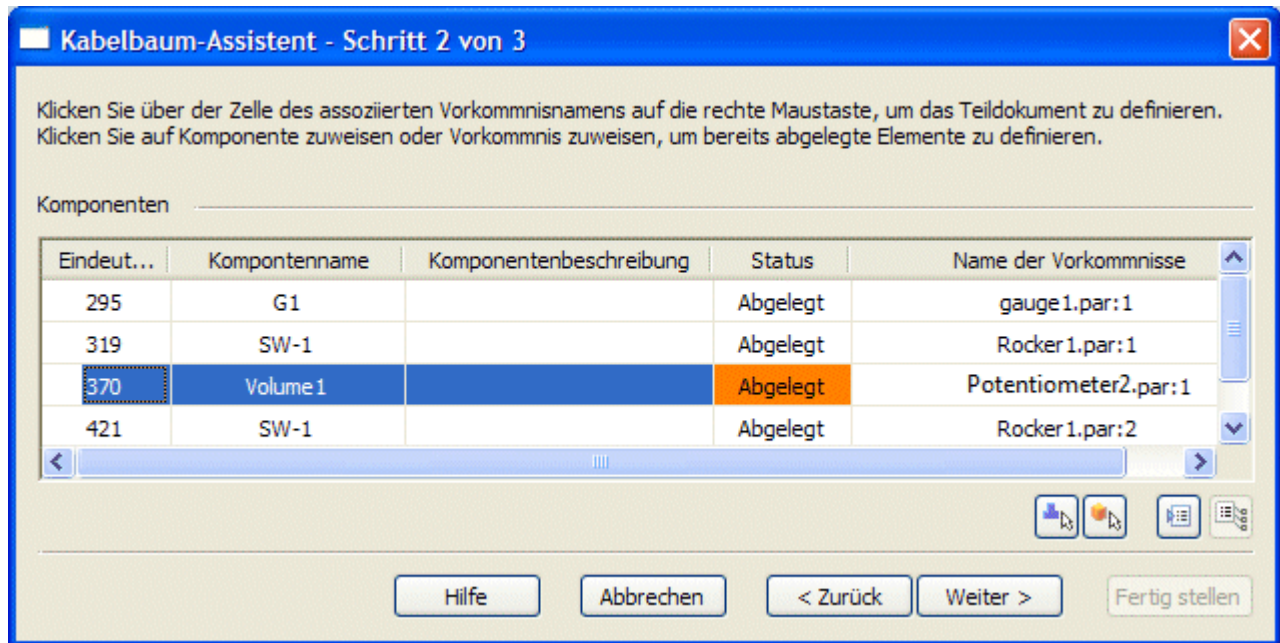 Kabelbaum-Assistent - Schritt 2 von 3
Klicken Sie über der Zelle des assoziierten Vorkommnisnamens auf die rechte Maustaste, um das Teildokument zu definieren.
Klicken Sie auf Komponente zuweisen oder Vorkommnis zuweisen, um bereits abgelegte Elemente zu definieren.
Komponenten
Eindeut... Kompontenname Komponentenbeschreibung Status Name der Vorkommnisse
295 G1 Abgelegt gauge1.par:1
319 SW-1 Abgelegt Rocker1.par:1
370 Volume1 Abgelegt Potentiometer2.par:1
421 SW-1 Abgelegt Rocker1.par:2
Hilfe Abbrechen < Zurück Weiter > Fertig stellen